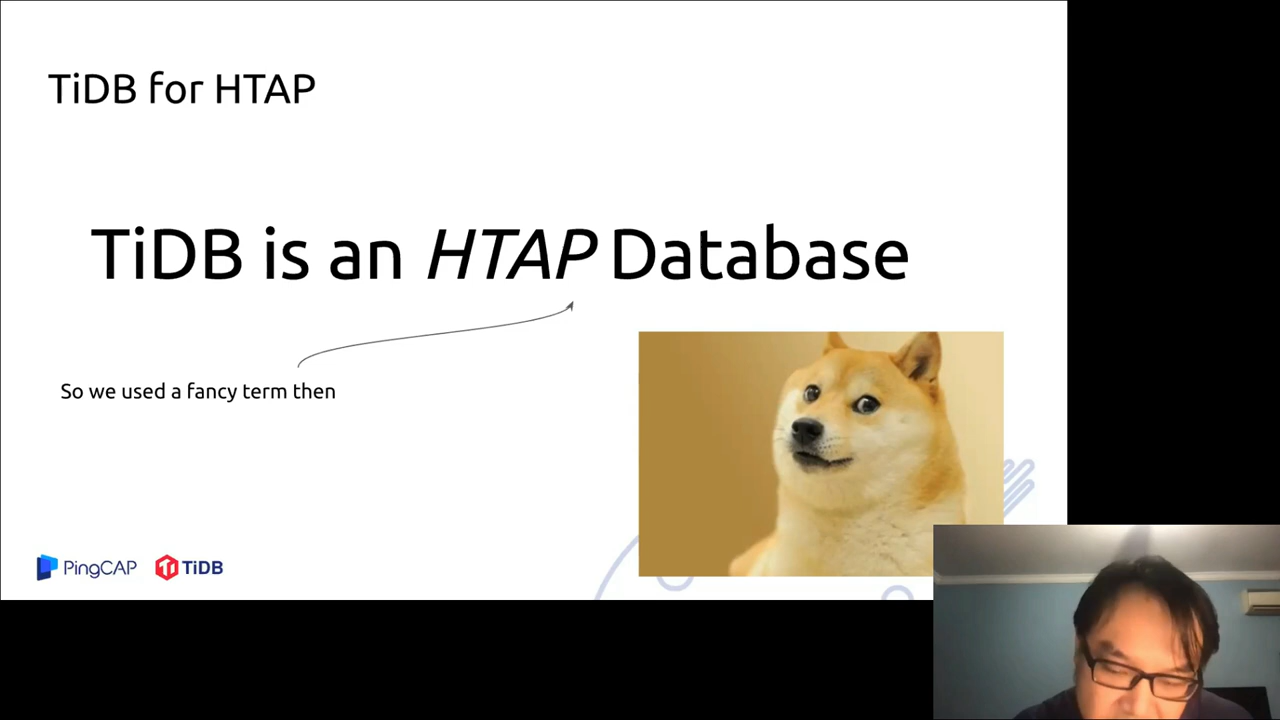 TiDB for HTAP
TiDB is an HTAP Database
So we used a fancy term then
PingCAP TiDB